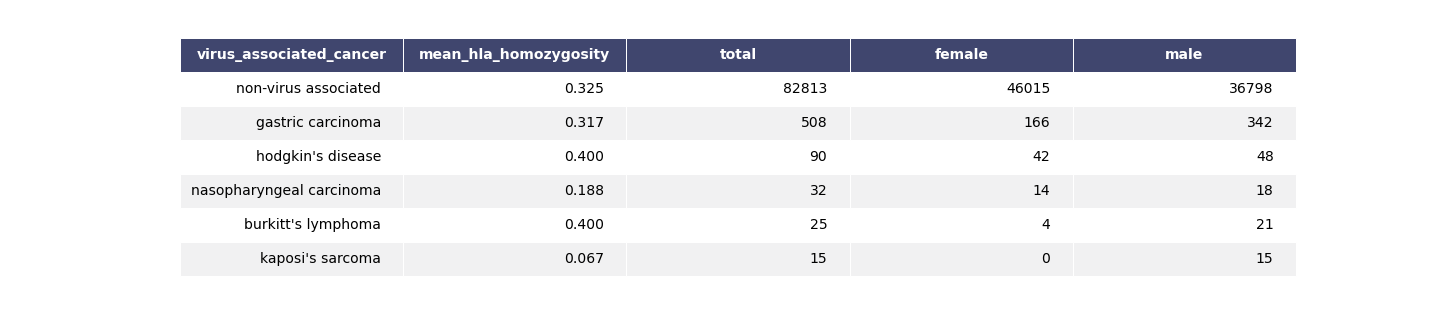 virus_associated_cancer mean_hla_homozygosity total female male
non-virus associated 0.325 82813 46015 36798
gastric carcinoma 0.317 508 166 342
hodgkin's disease 0.400 90 42 48
nasopharyngeal carcinoma 0.188 32 14 18
burkitt's lymphoma 0.400 25 4 21
kaposi's sarcoma 0.067 15 0 15